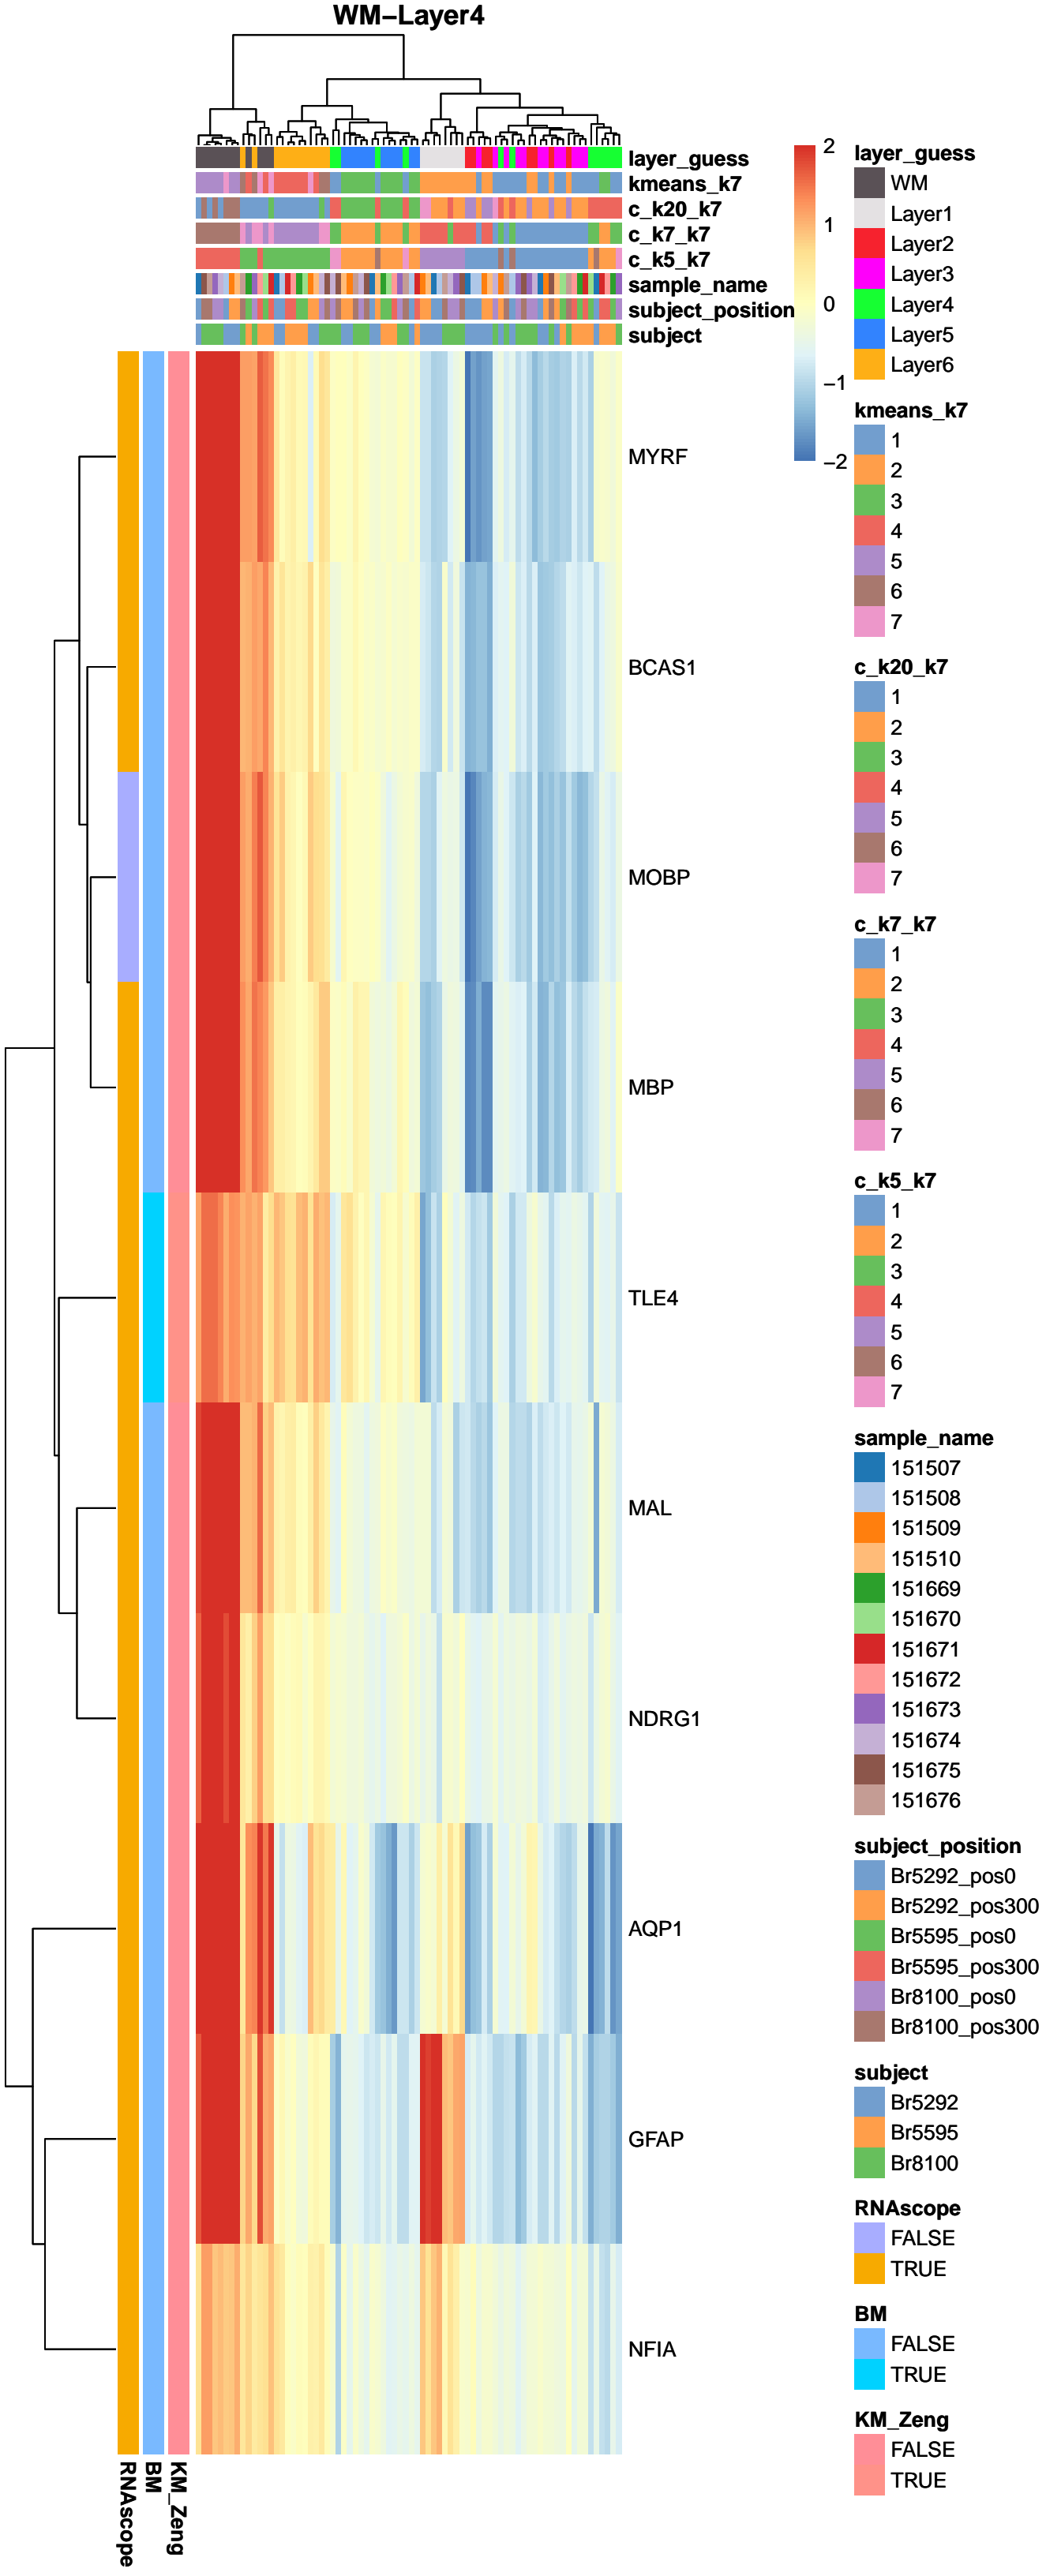 WM−Layer4
layer_guess
kmeans_k7
c_k20_k7
c_k7_k7
c_k5_k7
sample_name
subject_position
subject
MYRF
BCAS1
MOBP
MBP
TLE4
MAL
NDRG1
AQP1
GFAP
NFIA
RNAscope
BM
KM_Zeng
2
1
0
−1
−2
layer_guess
WM
Layer1
Layer2
Layer3
Layer4
Layer5
Layer6
kmeans_k7
1
2
3
4
5
6
7
c_k20_k7
1
2
3
4
5
6
7
c_k7_k7
1
2
3
4
5
6
7
c_k5_k7
1
2
3
4
5
6
7
sample_name
151507
151508
151509
151510
151669
151670
151671
151672
151673
151674
151675
151676
subject_position
Br5292_pos0
Br5292_pos300
Br5595_pos0
Br5595_pos300
Br8100_pos0
Br8100_pos300
subject
Br5292
Br5595
Br8100
RNAscope
FALSE
TRUE
BM
FALSE
TRUE
KM_Zeng
FALSE
TRUE